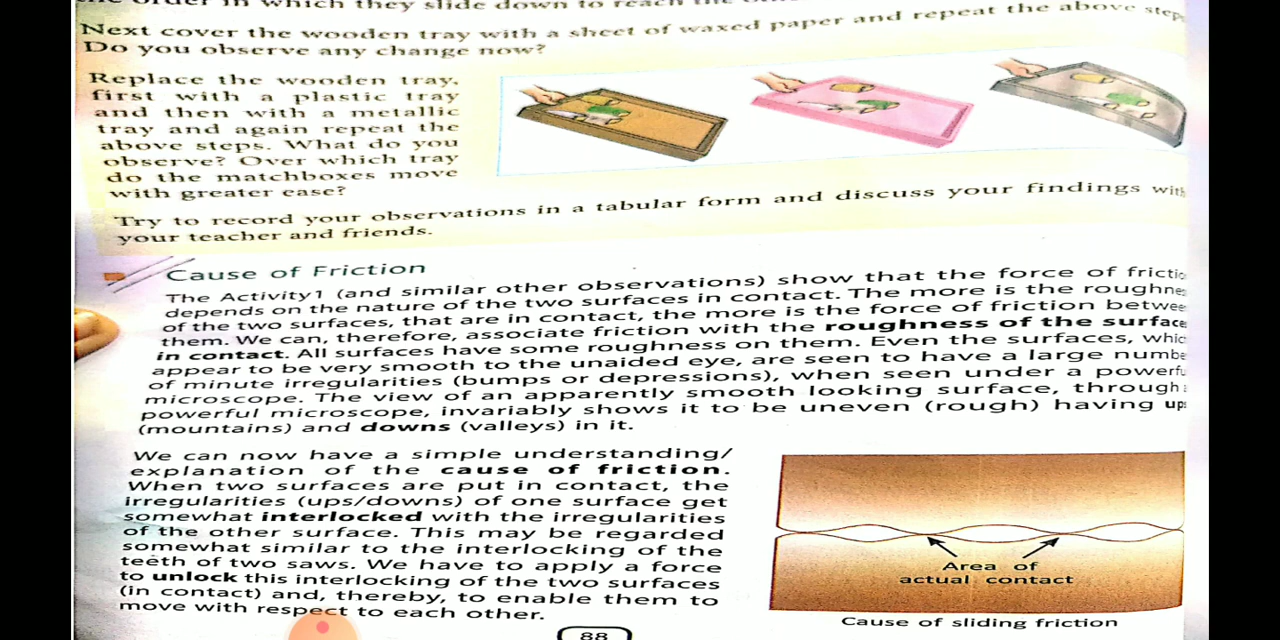 order in which they slide down to reach the
Next cover the wooden tray with a sheet of waxed paper and repeat the above step
Do you observe any change now?
Replace the wooden tray,
first with a plastic tray
and then with a metallic
tray and again repeat the
above steps. What do you
observe? Over which tray
do the matchboxes move
with greater ease?
Try to record your observations in a tabular form and discuss your findings with
your teacher and friends.
Cause of Friction
The Activity1 (and similar other observations) show that the force of frictio
depends on the nature of the two surfaces in contact. The more is the roughne
of the two surfaces, that are in contact, the more is the force of friction betwee
them. We can, therefore, associate friction with the roughness of the surface
in contact. All surfaces have some roughness on them. Even the surfaces, whic
appear to be very smooth to the unaided eye, are seen to have a large numbe
of minute irregularities (bumps or depressions), when seen under a powerfu
microscope. The view of an apparently smooth looking surface, through
powerful microscope, invariably shows it to be uneven (rough) having ups
(mountains) and downs (valleys) in it.
We can now have a simple understanding/
explanation of the cause of friction.
When two surfaces are put in contact, the
irregularities (ups/downs) of one surface get
somewhat interlocked with the irregularities
of the other surface. This may be regarded
somewhat similar to the interlocking of the
teeth of two saws. We have to apply a force
to unlock this interlocking of the two surfaces
(in contact) and, thereby, to enable them to
move with respect to each other.
Area of
actual contact
Cause of sliding friction
88